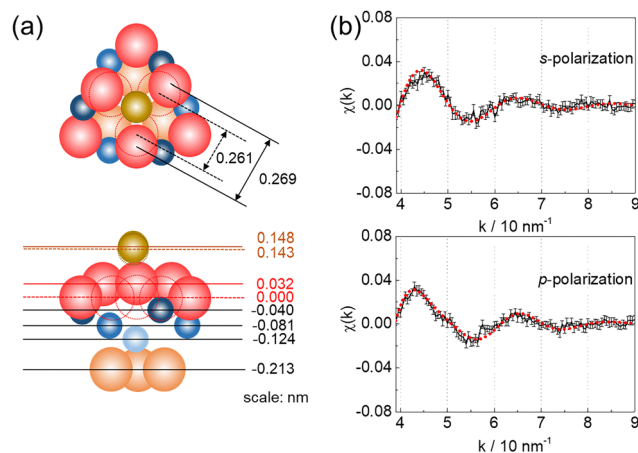 (a)
0.261
0.269
0.148
0.143
0.032
0.000
-0.040
-0.081
-0.124
-0.213
scale: nm
(b)
0.08
s-polarization
0.04
0.00
-0.04
-0.08
4 5 6 7 8 9
k / 10 nm⁻¹
χ(k)
0.08
p-polarization
0.04
0.00
-0.04
-0.08
4 5 6 7 8 9
k / 10 nm⁻¹
χ(k)